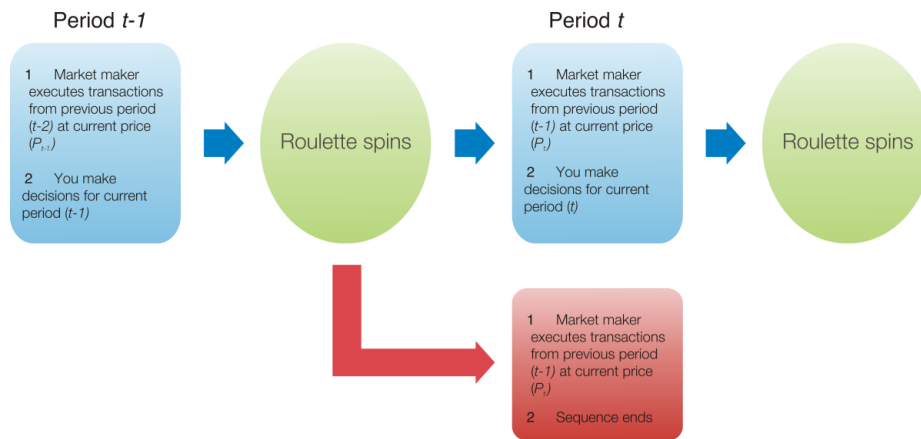 Period t-1
1 Market maker
executes transactions
from previous period
(t-2) at current price
(Pt-1)
2 You make
decisions for current
period (t-1)
Roulette spins
Period t
1 Market maker
executes transactions
from previous period
(t-1) at current price
(Pt)
2 You make
decisions for current
period (t)
Roulette spins
1 Market maker
executes transactions
from previous period
(t-1) at current price
(Pt)
2 Sequence ends